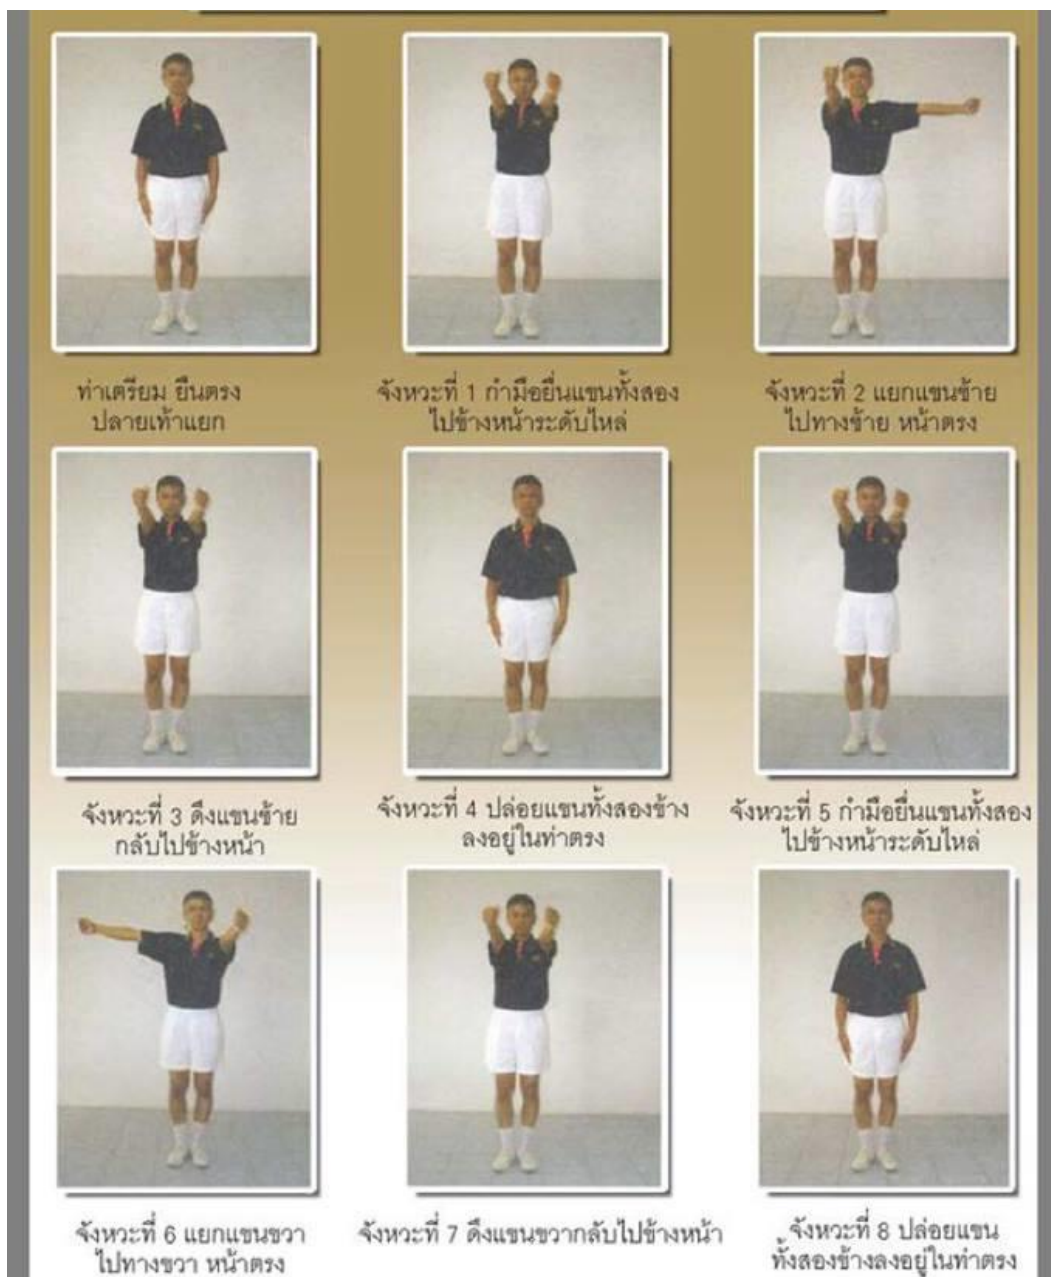 ท่าเตรียม ยืนตรง
ปลายเท้าแยก
จังหวะที่ 1 กำมือยื่นแขนทั้งสอง
ไปข้างหน้าระดับไหล่
จังหวะที่ 2 แยกแขนซ้าย
ไปทางซ้าย หน้าตรง
จังหวะที่ 3 ดึงแขนซ้าย
กลับไปข้างหน้า
จังหวะที่ 4 ปล่อยแขนทั้งสองข้าง
ลงอยู่ในท่าตรง
จังหวะที่ 5 กำมือยื่นแขนทั้งสอง
ไปข้างหน้าระดับไหล่
จังหวะที่ 6 แยกแขนขวา
ไปทางขวา หน้าตรง
จังหวะที่ 7 ดึงแขนขวากลับไปข้างหน้า
จังหวะที่ 8 ปล่อยแขน
ทั้งสองข้างลงอยู่ในท่าตรง